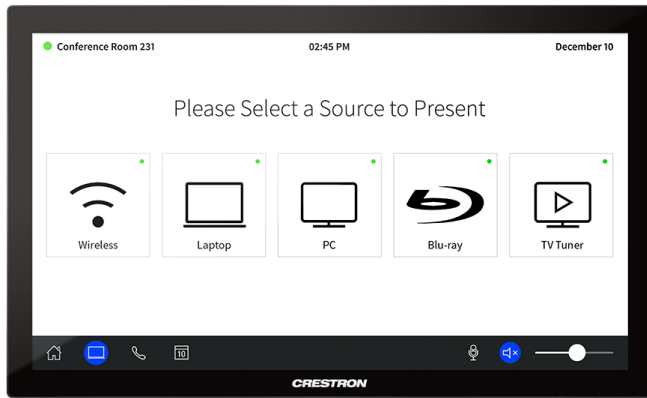 Conference Room 231
02:45 PM
December 10
Please Select a Source to Present
Wireless
Laptop
PC
Blu-ray
TV Tuner
10
CRESTRON